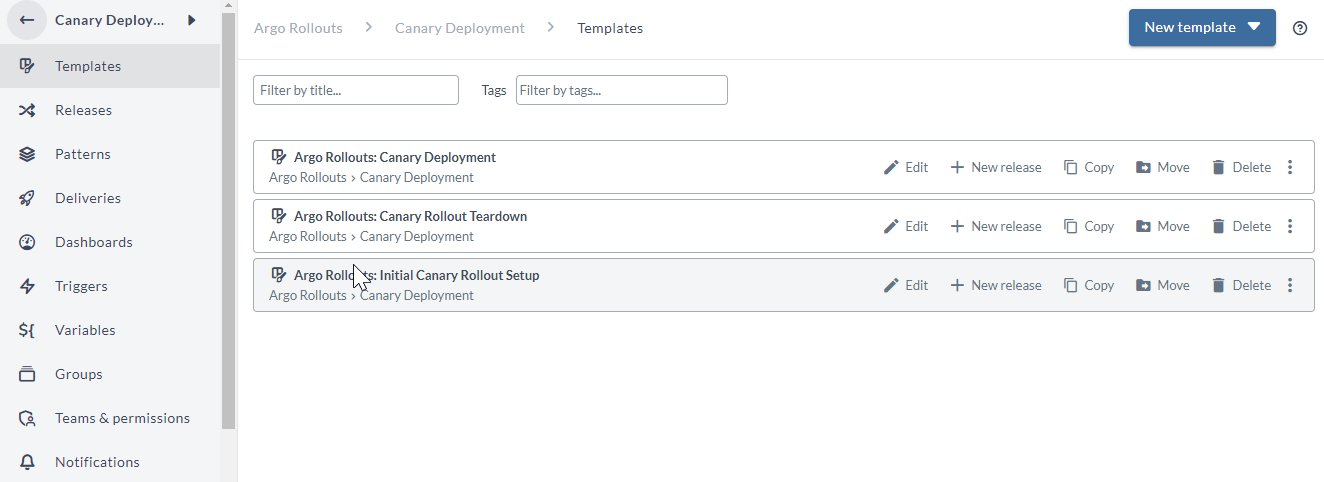 Canary Deploy...
Templates
Releases
Patterns
Deliveries
Dashboards
Triggers
Variables
Groups
Teams & permissions
Notifications
Argo Rollouts > Canary Deployment > Templates
New template
Filter by title...
Tags Filter by tags...
Argo Rollouts: Canary Deployment
Argo Rollouts > Canary Deployment
Edit New release Copy Move Delete
Argo Rollouts: Canary Rollout Teardown
Argo Rollouts > Canary Deployment
Edit New release Copy Move Delete
Argo Rollouts: Initial Canary Rollout Setup
Argo Rollouts > Canary Deployment
Edit New release Copy Move Delete